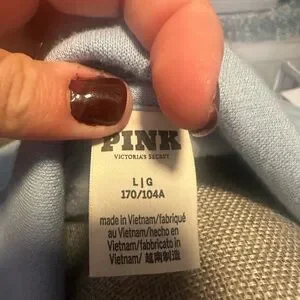 PINK
VICTORIA'S SECRET
L | G
170/104A
made in Vietnam/fabriqué
au Vietnam/hecho en
Vietnam/fabricado in
Vietnam/ 越南制造